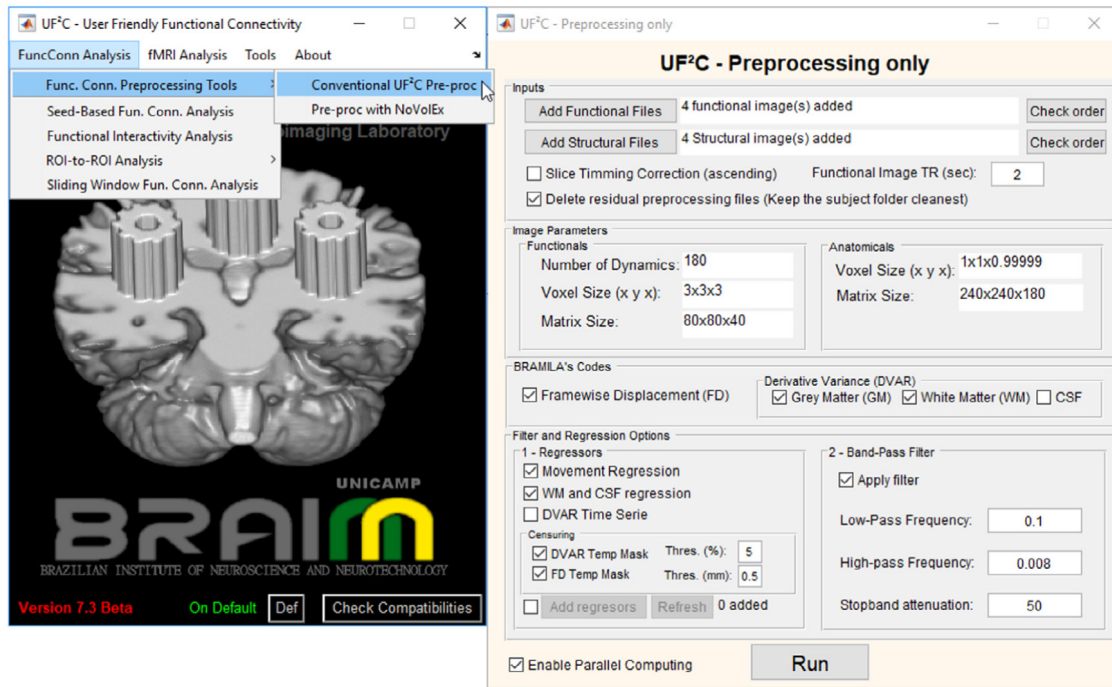 UF²C - User Friendly Functional Connectivity
FuncConn Analysis fMRI Analysis Tools About
Func. Conn. Preprocessing Tools
Seed-Based Fun. Conn. Analysis
Functional Interactivity Analysis
ROI-to-ROI Analysis
Sliding Window Fun. Conn. Analysis
Conventional UF²C Pre-proc
Pre-proc with NoVolEx
imaging Laboratory
UNICAMP
BRAINN
BRAZILIAN INSTITUTE OF NEUROSCIENCE AND NEUROTECHNOLOGY
Version 7.3 Beta On Default Def Check Compatibilities
UF²C - Preprocessing only
UF²C - Preprocessing only
Inputs
Add Functional Files 4 functional image(s) added Check order
Add Structural Files 4 Structural image(s) added Check order
Slice Timming Correction (ascending) Functional Image TR (sec): 2
Delete residual preprocessing files (Keep the subject folder cleanest)
Image Parameters
Functionals
Number of Dynamics: 180
Voxel Size (x y x): 3x3x3
Matrix Size: 80x80x40
Anatomicals
Voxel Size (x y x): 1x1x0.99999
Matrix Size: 240x240x180
BRAMILA's Codes
Framewise Displacement (FD)
Derivative Variance (DVAR)
Grey Matter (GM) White Matter (WM) CSF
Filter and Regression Options
1 - Regressors
Movement Regression
WM and CSF regression
DVAR Time Serie
Censuring
DVAR Temp Mask Thres. (%): 5
FD Temp Mask Thres. (mm): 0.5
Add regresors Refresh 0 added
2 - Band-Pass Filter
Apply filter
Low-Pass Frequency: 0.1
High-pass Frequency: 0.008
Stopband attenuation: 50
Enable Parallel Computing Run